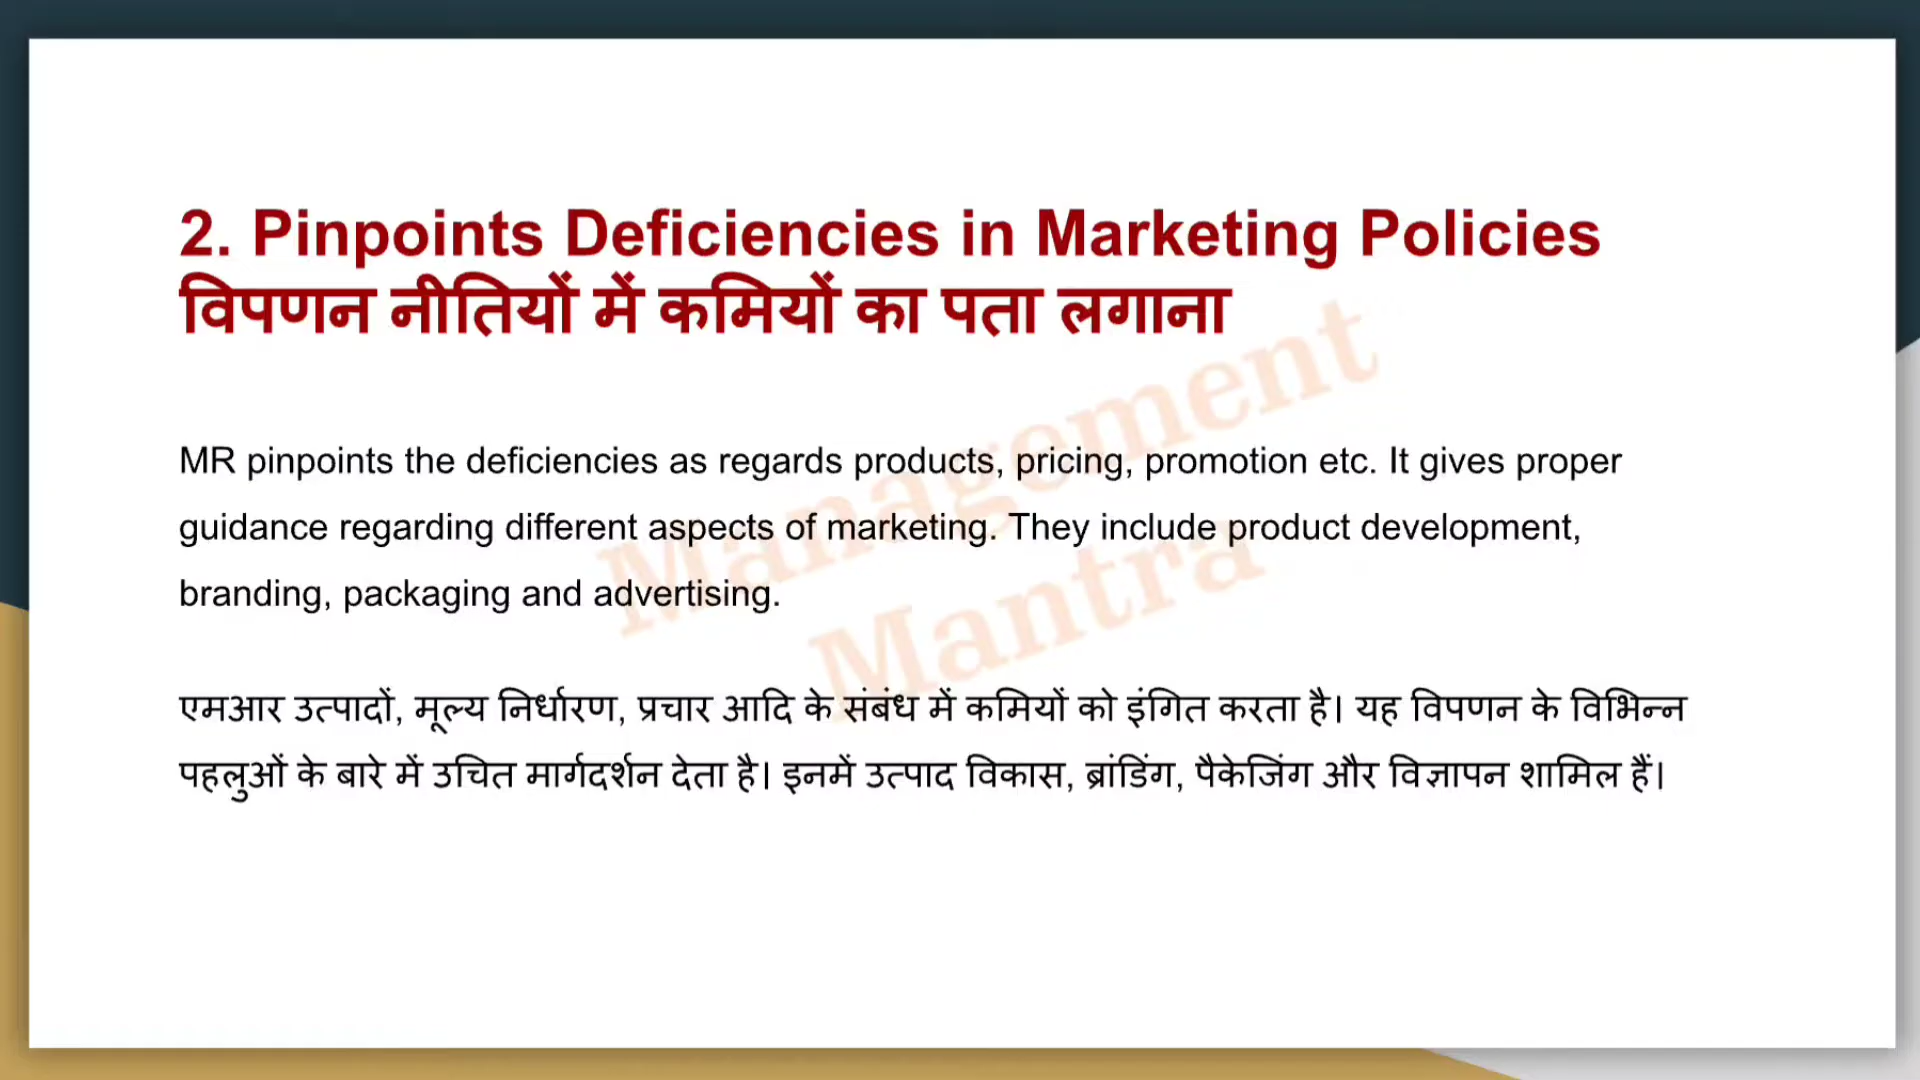 2. Pinpoints Deficiencies in Marketing Policies
विपणन नीतियों में कमियों का पता लगाना
MR pinpoints the deficiencies as regards products, pricing, promotion etc. It gives proper
guidance regarding different aspects of marketing. They include product development,
branding, packaging and advertising.
एमआर उत्पादों, मूल्य निर्धारण, प्रचार आदि के संबंध में कमियों को इंगित करता है। यह विपणन के विभिन्न
पहलुओं के बारे में उचित मार्गदर्शन देता है। इनमें उत्पाद विकास, ब्रांडिंग, पैकेजिंग और विज्ञापन शामिल हैं।
Management
Mantra